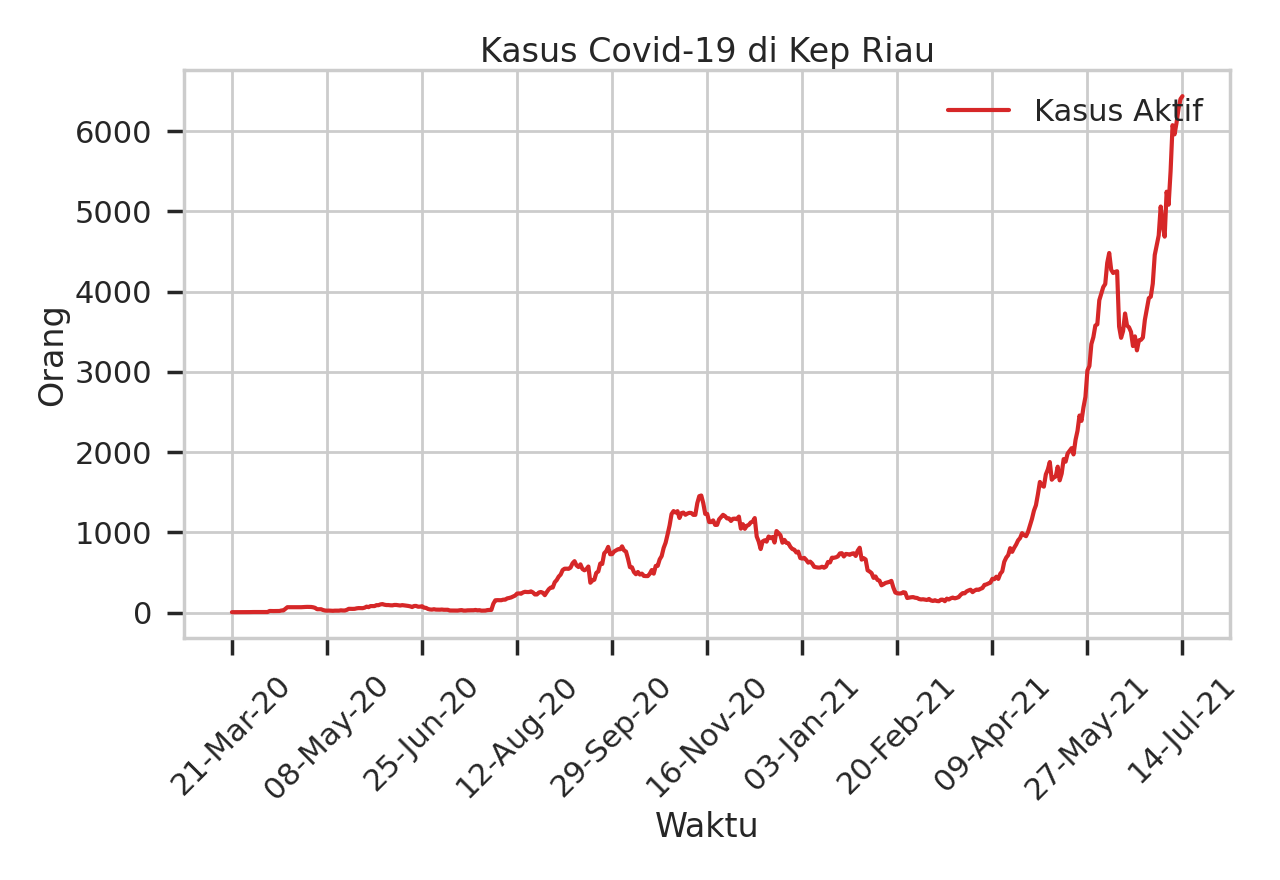 Kasus Covid-19 di Kep Riau
Kasus Aktif
6000
5000
4000
3000
2000
1000
0
Orang
21-Mar-20
08-May-20
25-Jun-20
12-Aug-20
29-Sep-20
16-Nov-20
03-Jan-21
20-Feb-21
09-Apr-21
27-May-21
14-Jul-21
Waktu